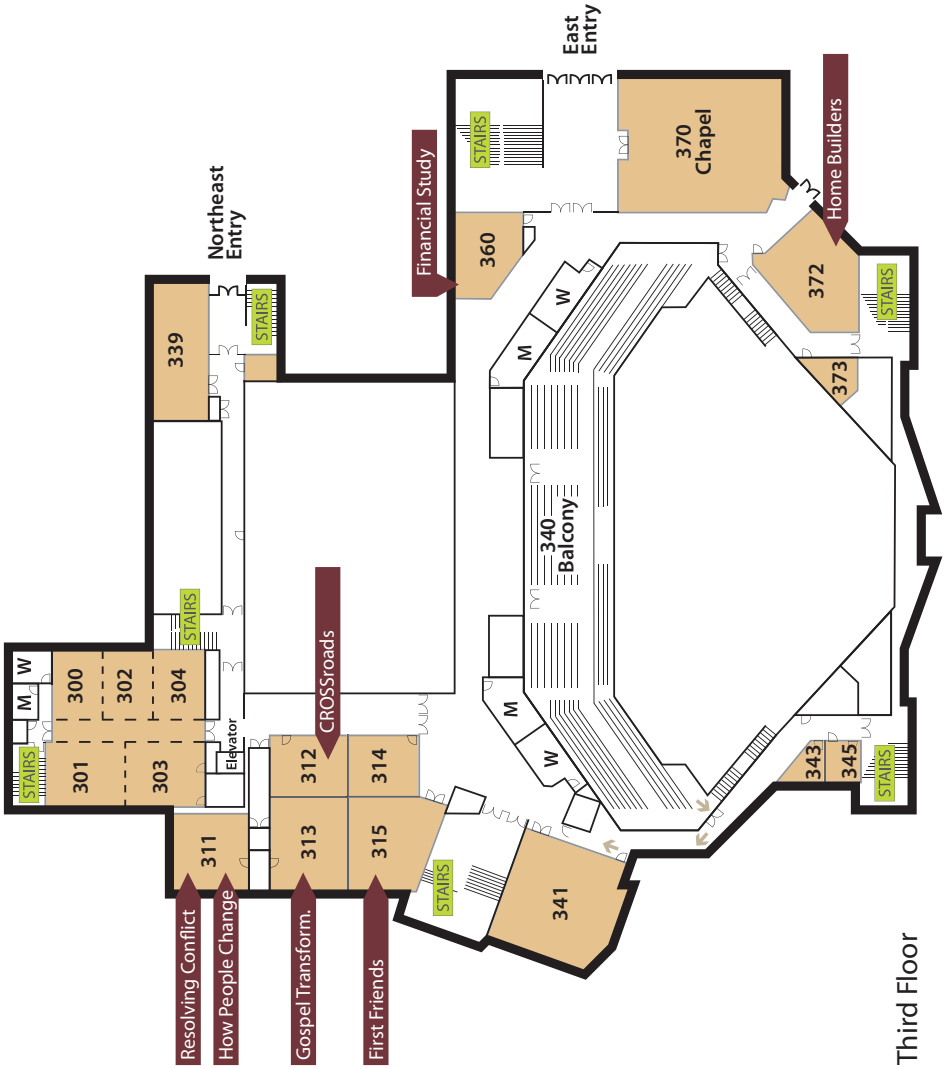 East
Entry
Northeast
Entry
STAIRS
370
Chapel
Home Builders
Financial Study
360
W
M
372
STAIRS
373
339
STAIRS
340
Balcony
STAIRS
CROSSroads
W
M
300
302
304
301
303
STAIRS
Elevator
312
314
313
315
311
M
W
343
345
STAIRS
STAIRS
341
Resolving Conflict
How People Change
Gospel Transform.
First Friends
Third Floor